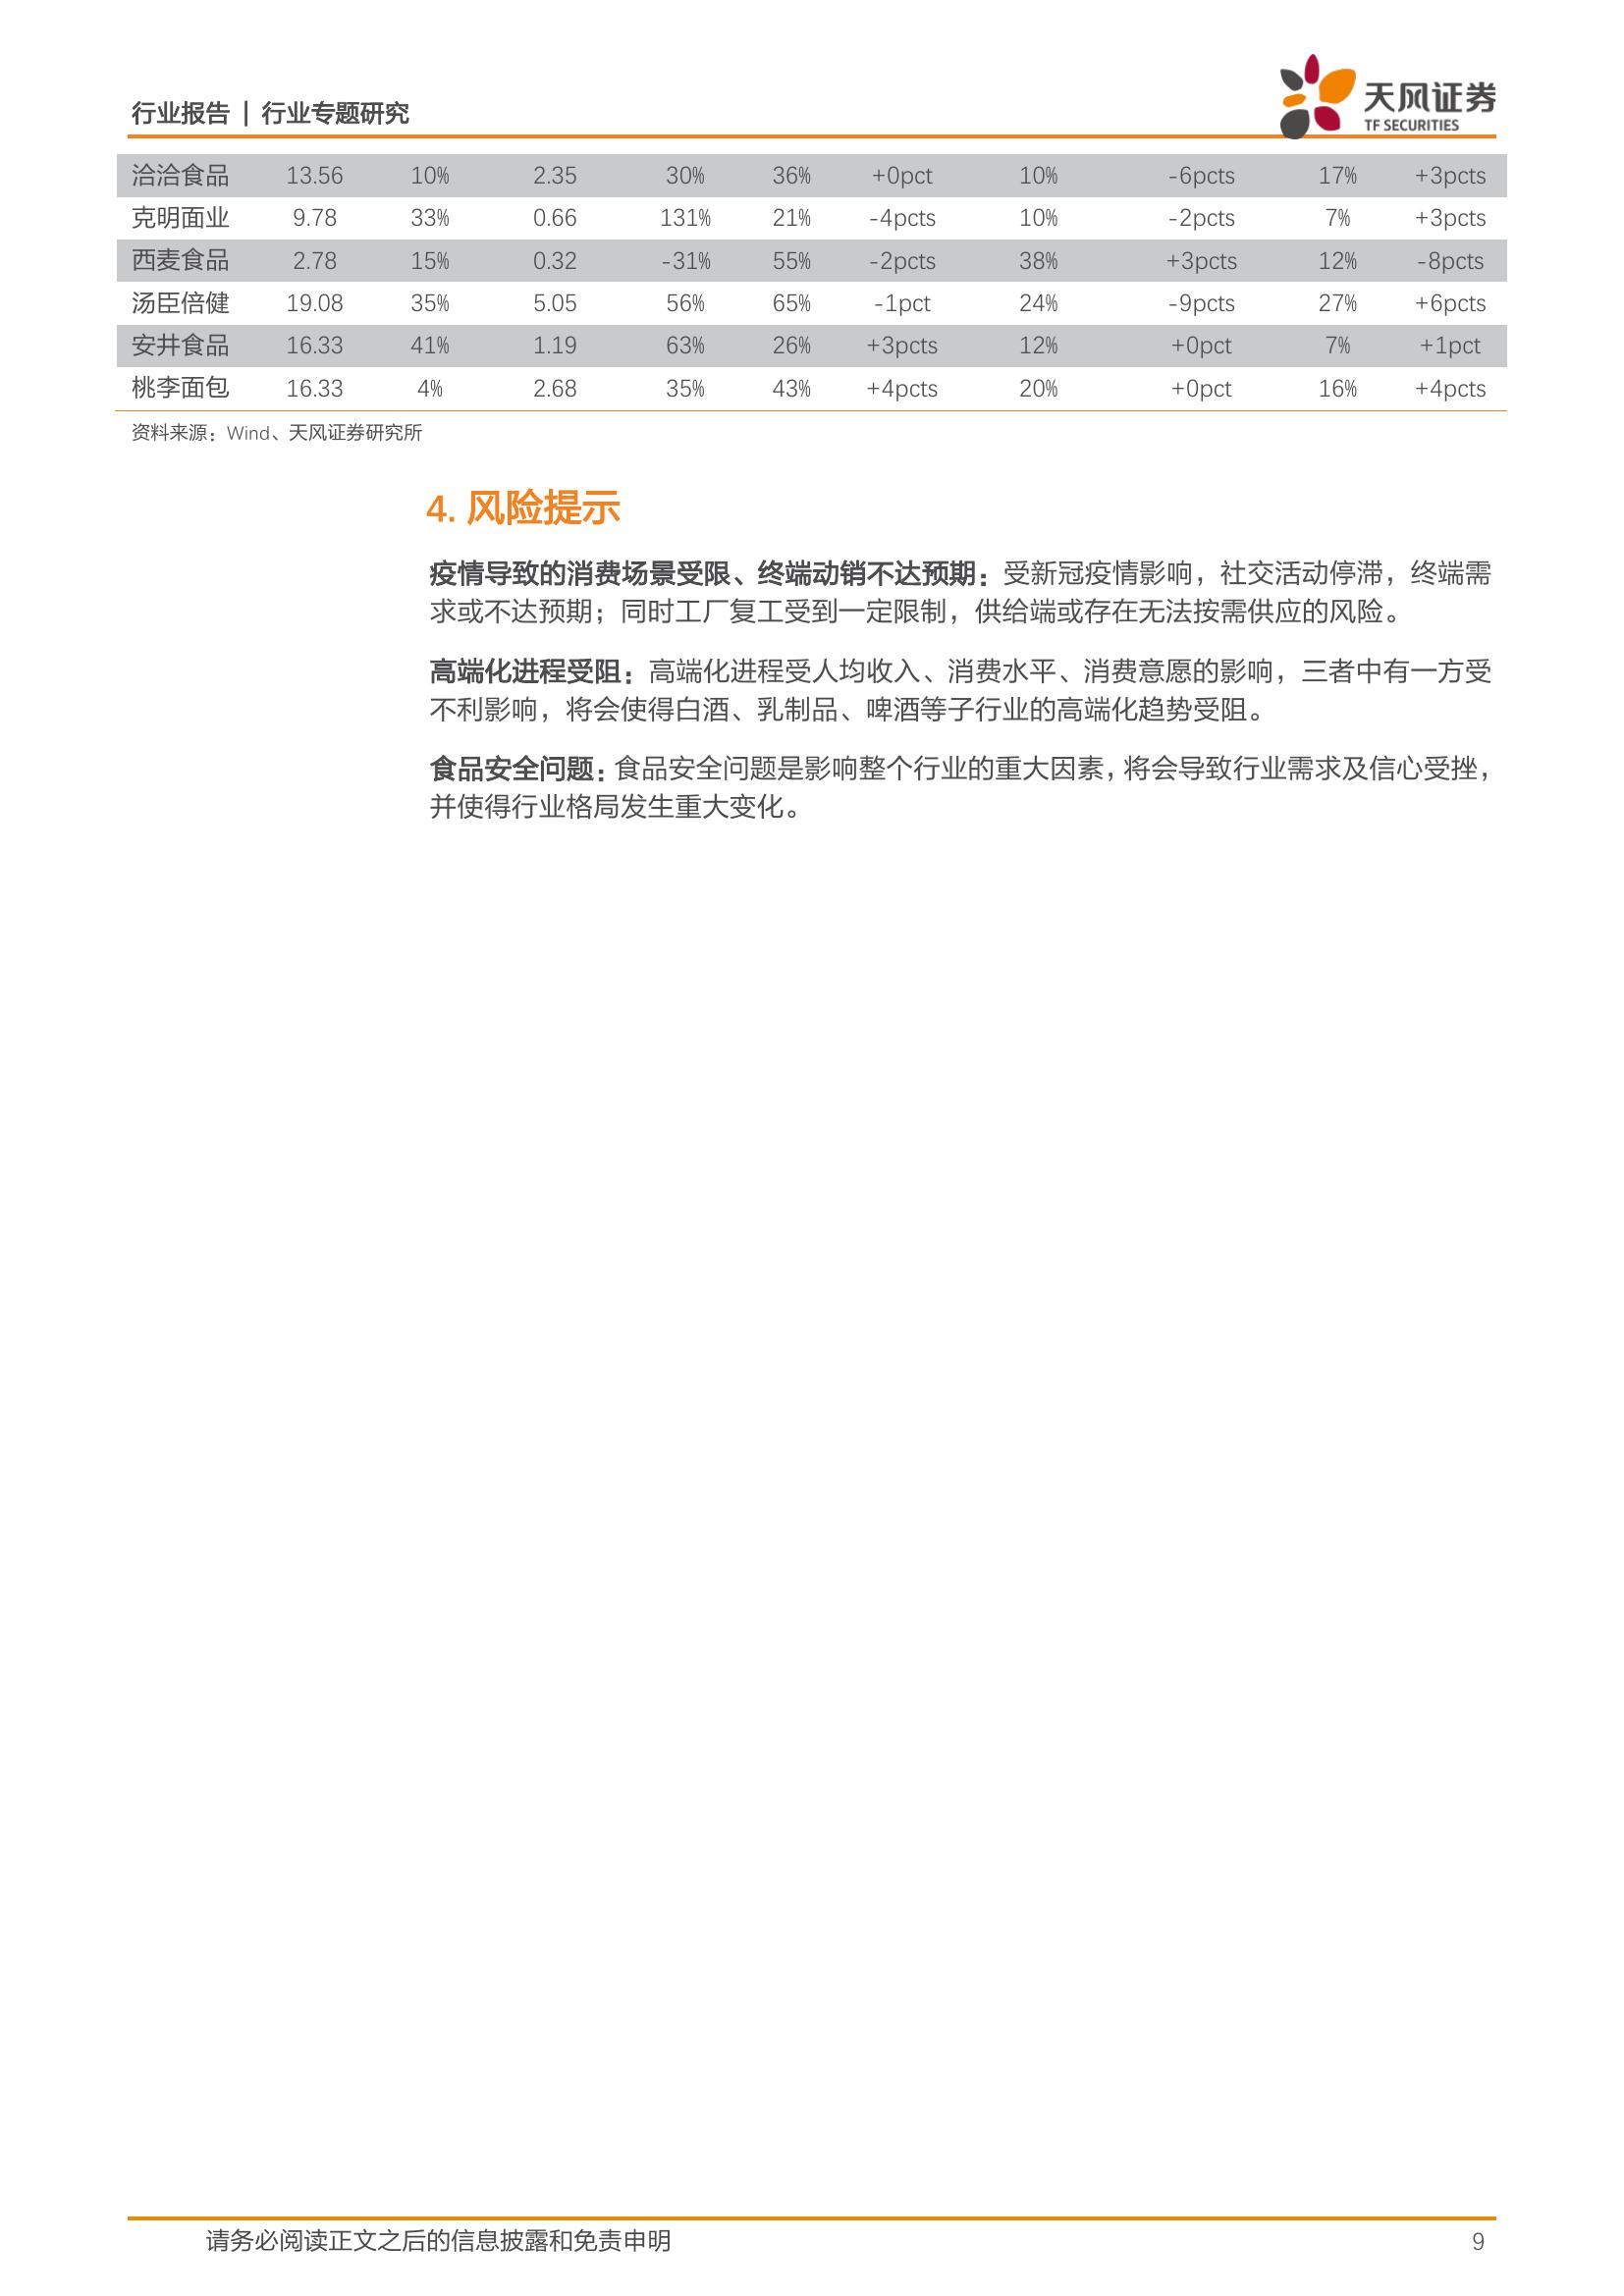 行业报告 | 行业专题研究
天风证券
TF SECURITIES
洽洽食品 13.56 10% 2.35 30% 36% +0pct 10% -6pcts 17% +3pcts
克明面业 9.78 33% 0.66 131% 21% -4pcts 10% -2pcts 7% +3pcts
西麦食品 2.78 15% 0.32 -31% 55% -2pcts 38% +3pcts 12% -8pcts
汤臣倍健 19.08 35% 5.05 56% 65% -1pct 24% -9pcts 27% +6pcts
安井食品 16.33 41% 1.19 63% 26% +3pcts 12% +0pct 7% +1pct
桃李面包 16.33 4% 2.68 35% 43% +4pcts 20% +0pct 16% +4pcts
资料来源：Wind、天风证券研究所
4. 风险提示
疫情导致的消费场景受限、终端动销不达预期：受新冠疫情影响，社交活动停滞，终端需
求或不达预期；同时工厂复工受到一定限制，供给端或存在无法按需供应的风险。
高端化进程受阻：高端化进程受人均收入、消费水平、消费意愿的影响，三者中有一方受
不利影响，将会使得白酒、乳制品、啤酒等子行业的高端化趋势受阻。
食品安全问题：食品安全问题是影响整个行业的重大因素，将会导致行业需求及信心受挫，
并使得行业格局发生重大变化。
请务必阅读正文之后的信息披露和免责申明 9